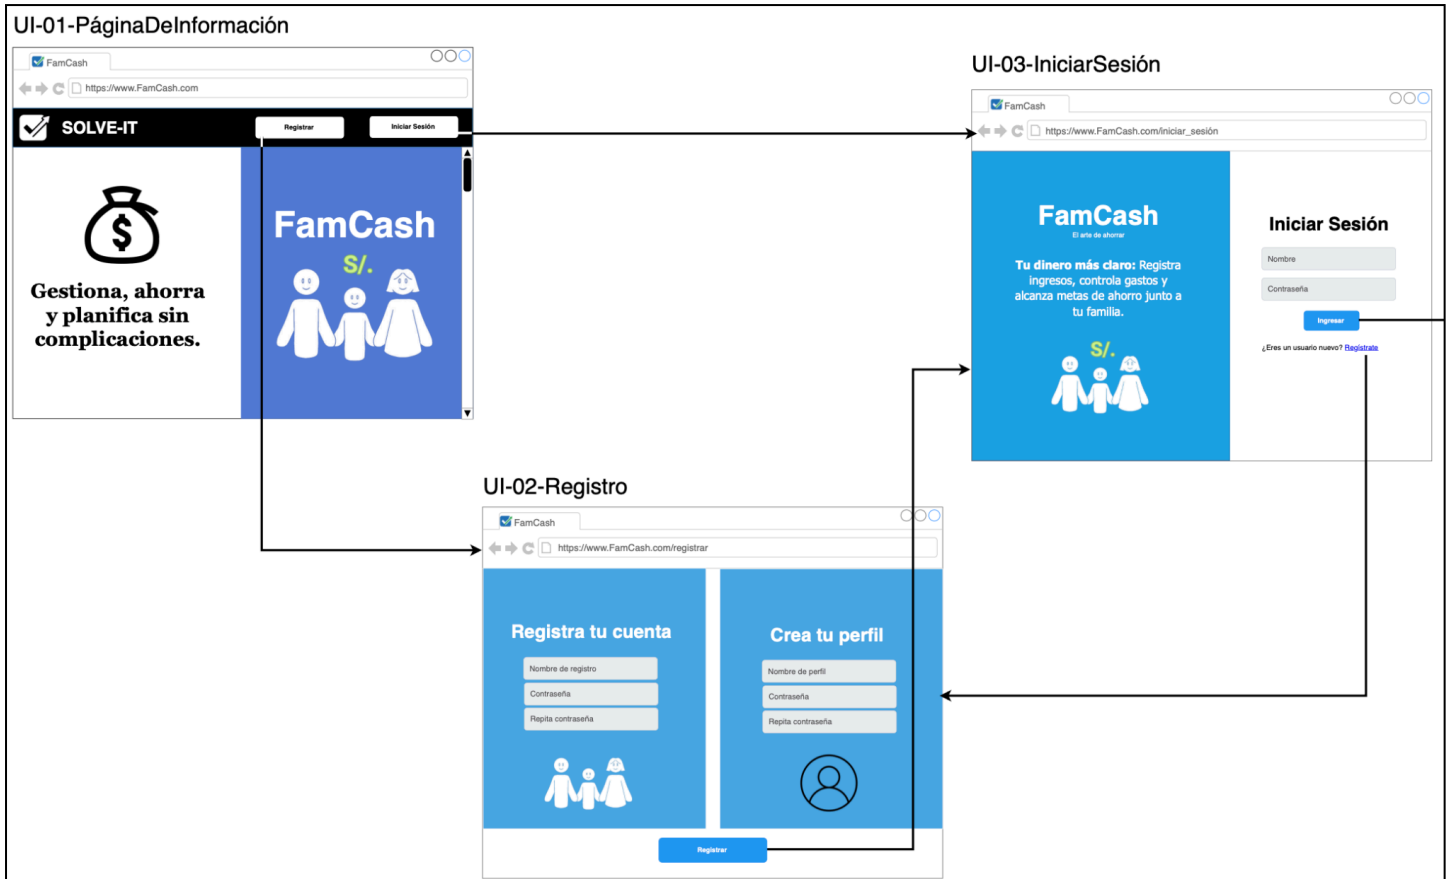 UI-01-PáginaDeInformación
FamCash
https://www.FamCash.com
SOLVE-IT
Registrar
Iniciar Sesión
Gestiona, ahorra
y planifica sin
complicaciones.
FamCash
S/.
UI-03-IniciarSesión
FamCash
https://www.FamCash.com/iniciar_sesión
FamCash
El arte de ahorrar
Tu dinero más claro: Registra
ingresos, controla gastos y
alcanza metas de ahorro junto a
tu familia.
S/.
Iniciar Sesión
Nombre
Contraseña
Ingresar
¿Eres un usuario nuevo? Regístrate
UI-02-Registro
FamCash
https://www.FamCash.com/registrar
Registra tu cuenta
Nombre de registro
Contraseña
Repita contraseña
Crea tu perfil
Nombre de perfil
Contraseña
Repita contraseña
Registrar